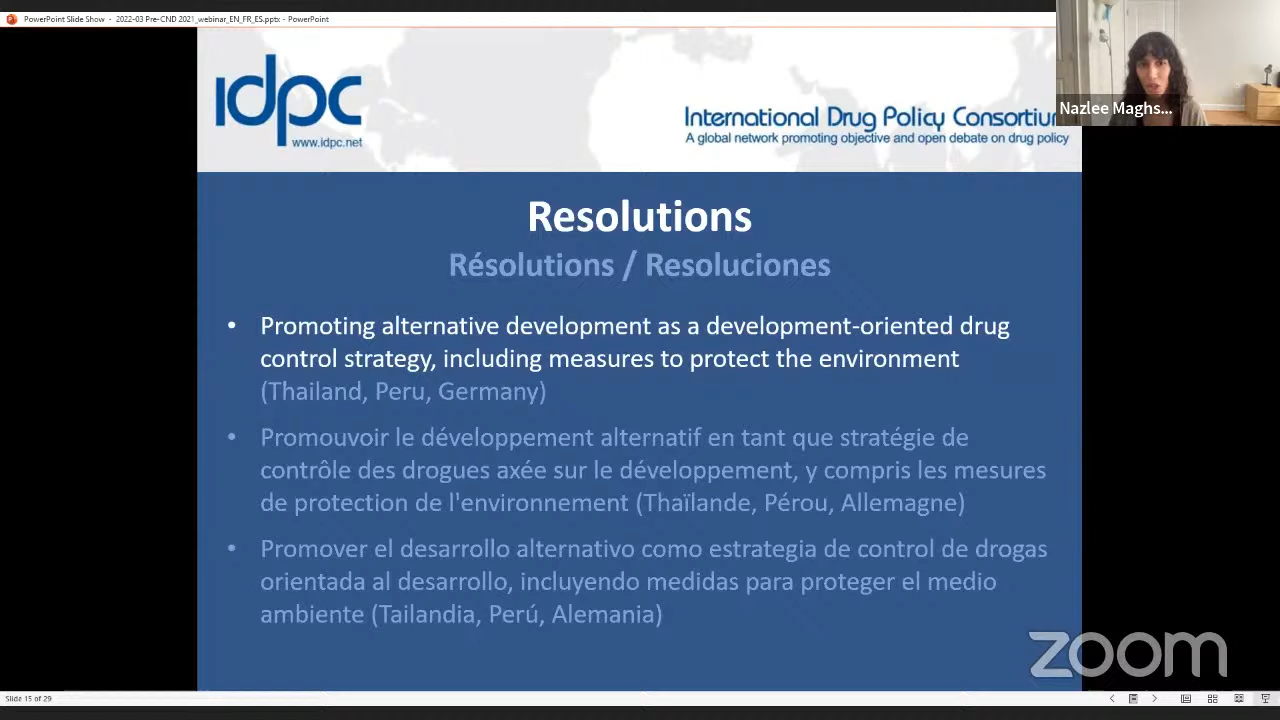 PowerPoint Slide Show - 2022-03 Pre-CND 2021_webinar_EN_FR_ES.pptx - PowerPoint
idpc
www.idpc.net
International Drug Policy Consortiu
A global network promoting objective and open debate on drug policy
Nazlee Maghs...
Resolutions
Résolutions / Resoluciones
• Promoting alternative development as a development-oriented drug
control strategy, including measures to protect the environment
(Thailand, Peru, Germany)
• Promouvoir le développement alternatif en tant que stratégie de
contrôle des drogues axée sur le développement, y compris les mesures
de protection de l'environnement (Thaïlande, Pérou, Allemagne)
• Promover el desarrollo alternativo como estrategia de control de drogas
orientada al desarrollo, incluyendo medidas para proteger el medio
ambiente (Tailandia, Perú, Alemania)
zoom
Slide 15 of 29